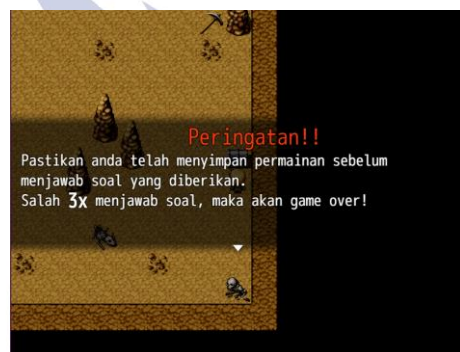 Peringatan!!
Pastikan anda telah menyimpan permainan sebelum
menjawab soal yang diberikan.
Salah 3x menjawab soal, maka akan game over!